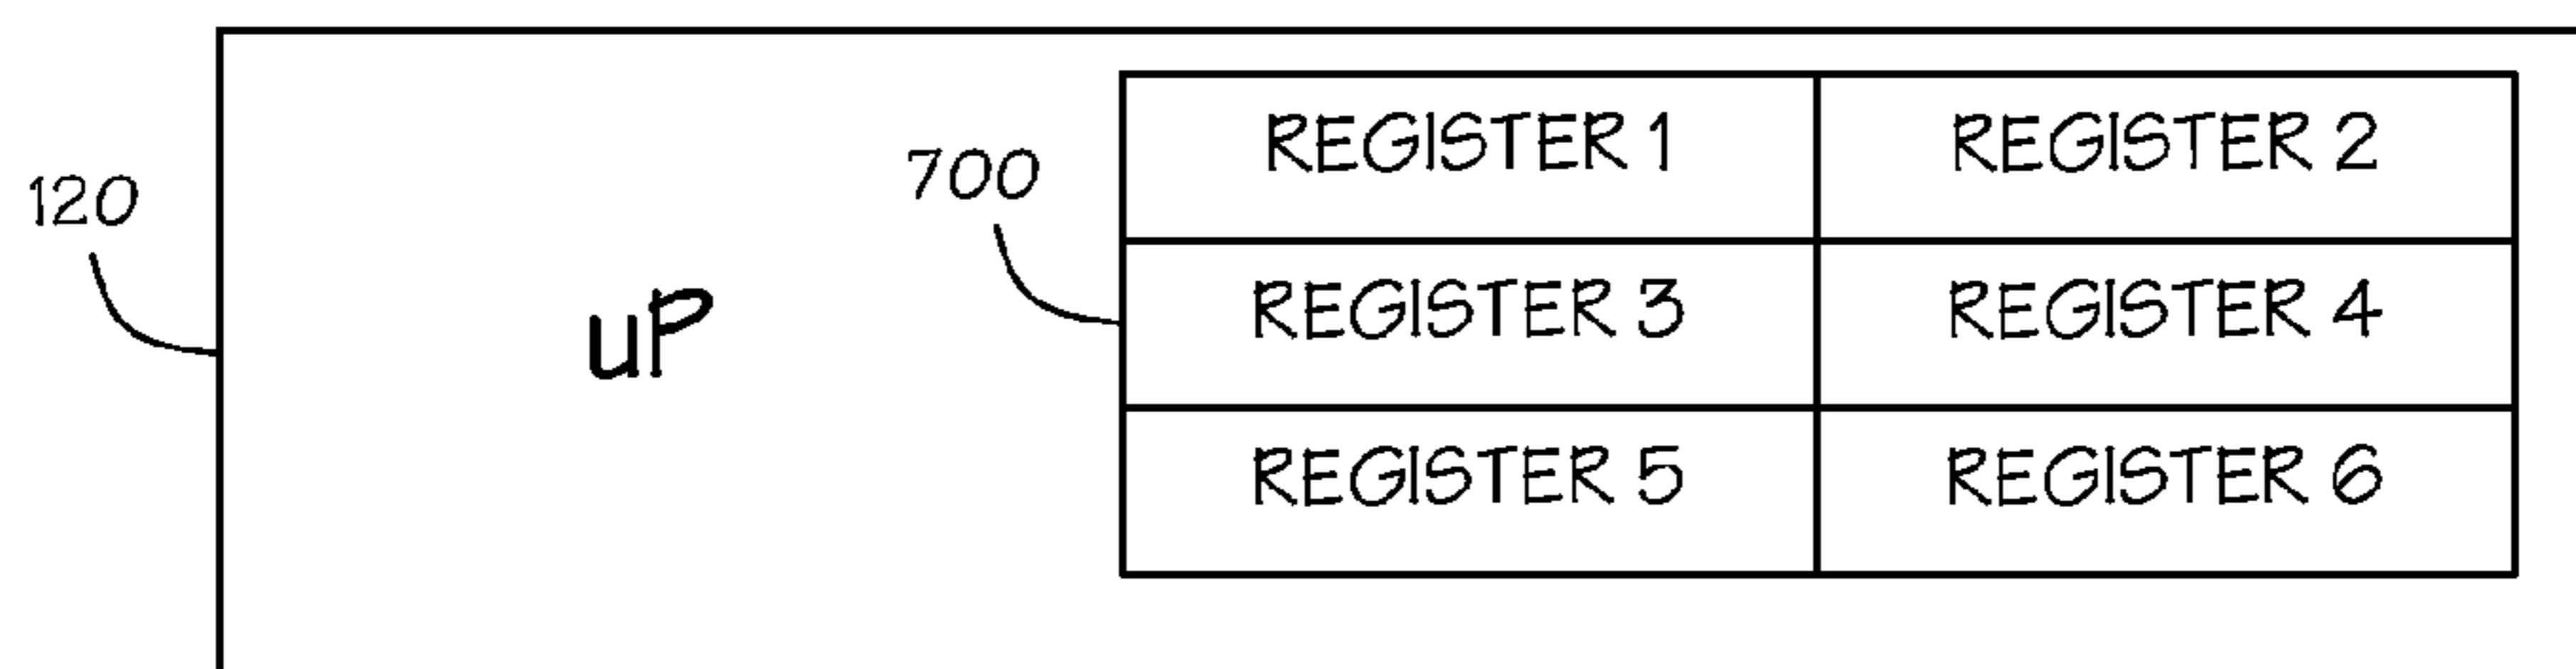 REGISTER 1 REGISTER 2
700
120
uP
REGISTER 3 REGISTER 4
REGISTER 5 REGISTER 6